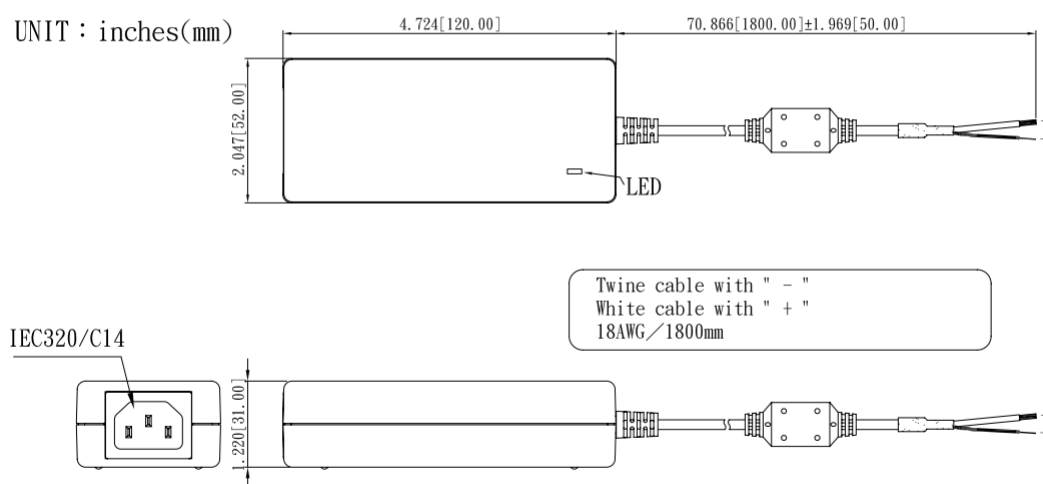 UNIT：inches(mm)
4.724[120.00]
70.866[1800.00]±1.969[50.00]
2.047[52.00]
LED
Twine cable with " - "
White cable with " + "
18AWG／1800mm
IEC320/C14
1.220[31.00]